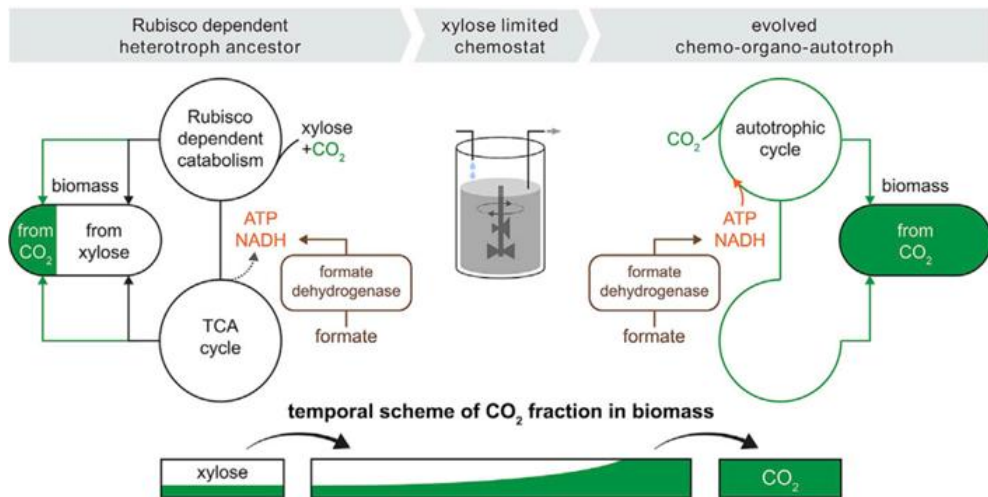 Rubisco dependent
heterotroph ancestor
xylose limited
chemostat
evolved
chemo-organo-autotroph
Rubisco
dependent
catabolism
xylose
+CO₂
biomass
from
CO₂
from
xylose
ATP
NADH
formate
dehydrogenase
formate
TCA
cycle
CO₂
autotrophic
cycle
biomass
from
CO₂
ATP
NADH
formate
dehydrogenase
formate
temporal scheme of CO₂ fraction in biomass
xylose
CO₂